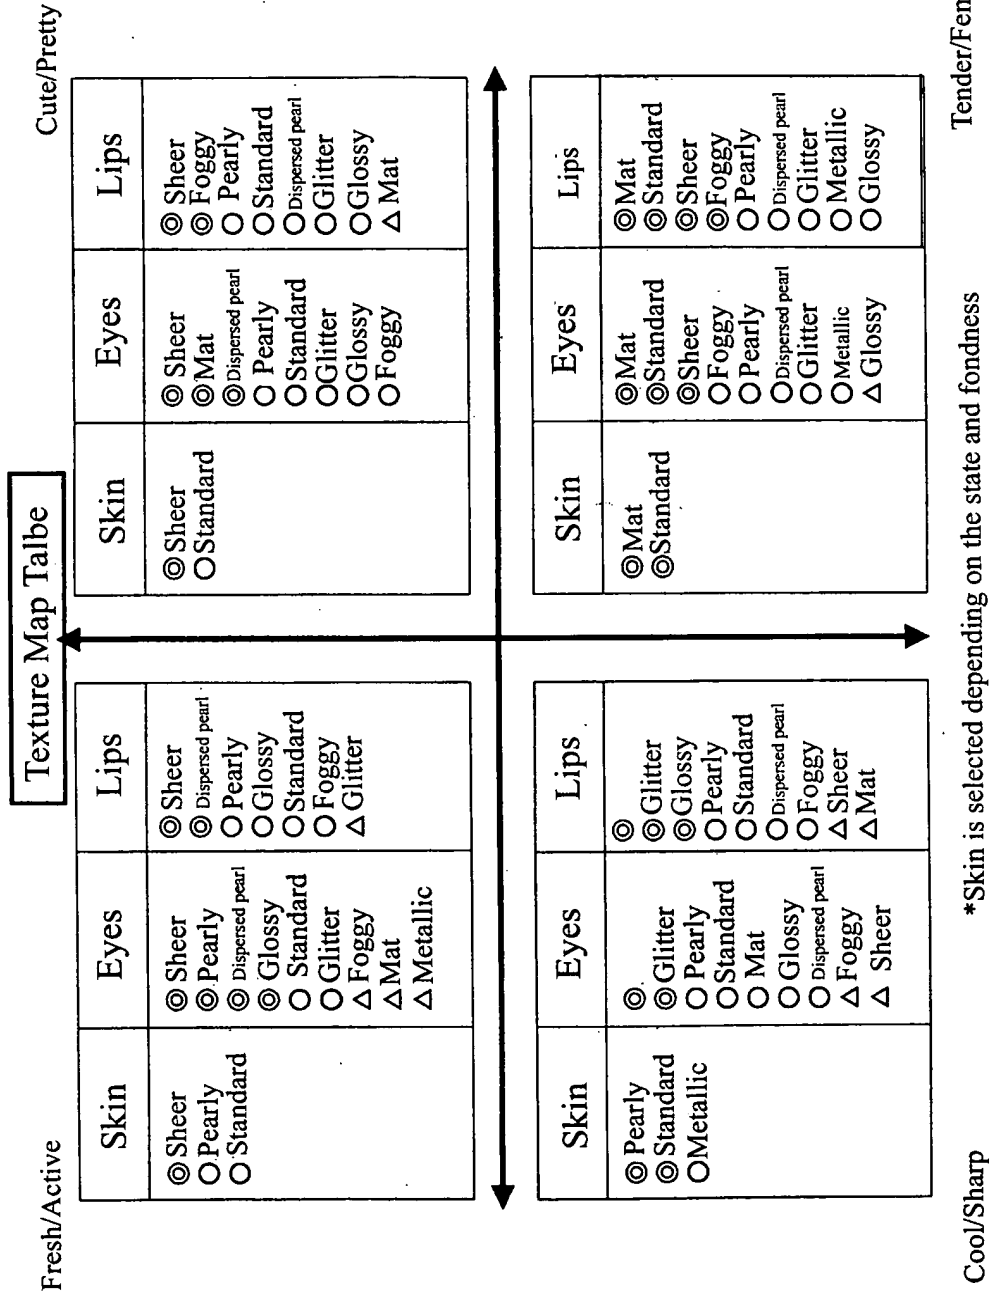 Texture Map Talbe
Fresh/Active
Skin
◎Sheer
○Pearly
○Standard
Eyes
◎Sheer
◎Pearly
◎Dispersed pearl
◎Glossy
○Standard
○Glitter
△Foggy
△Mat
△Metallic
Lips
◎Sheer
◎Dispersed pearl
○Pearly
○Glossy
○Standard
○Foggy
△Glitter
Cute/Pretty
Skin
◎Sheer
○Standard
Eyes
◎Sheer
◎Mat
◎Dispersed pearl
○Pearly
○Standard
○Glitter
○Glossy
○Foggy
Lips
◎Sheer
◎Foggy
○Pearly
○Standard
○Dispersed pearl
○Glitter
○Glossy
△Mat
Cool/Sharp
Skin
◎Pearly
◎Standard
○Metallic
Eyes
◎
◎Glitter
○Pearly
○Standard
○Mat
○Glossy
○Dispersed pearl
△Foggy
△Sheer
Lips
◎
◎Glitter
◎Glossy
○Pearly
○Standard
○Dispersed pearl
○Foggy
△Sheer
△Mat
Tender/Fen
Skin
◎Mat
◎Standard
Eyes
◎Mat
◎Standard
◎Sheer
○Foggy
○Pearly
○Dispersed pearl
○Glitter
○Metallic
△Glossy
Lips
◎Mat
◎Standard
◎Sheer
◎Foggy
○Pearly
○Dispersed pearl
○Glitter
○Metallic
○Glossy
*Skin is selected depending on the state and fondness